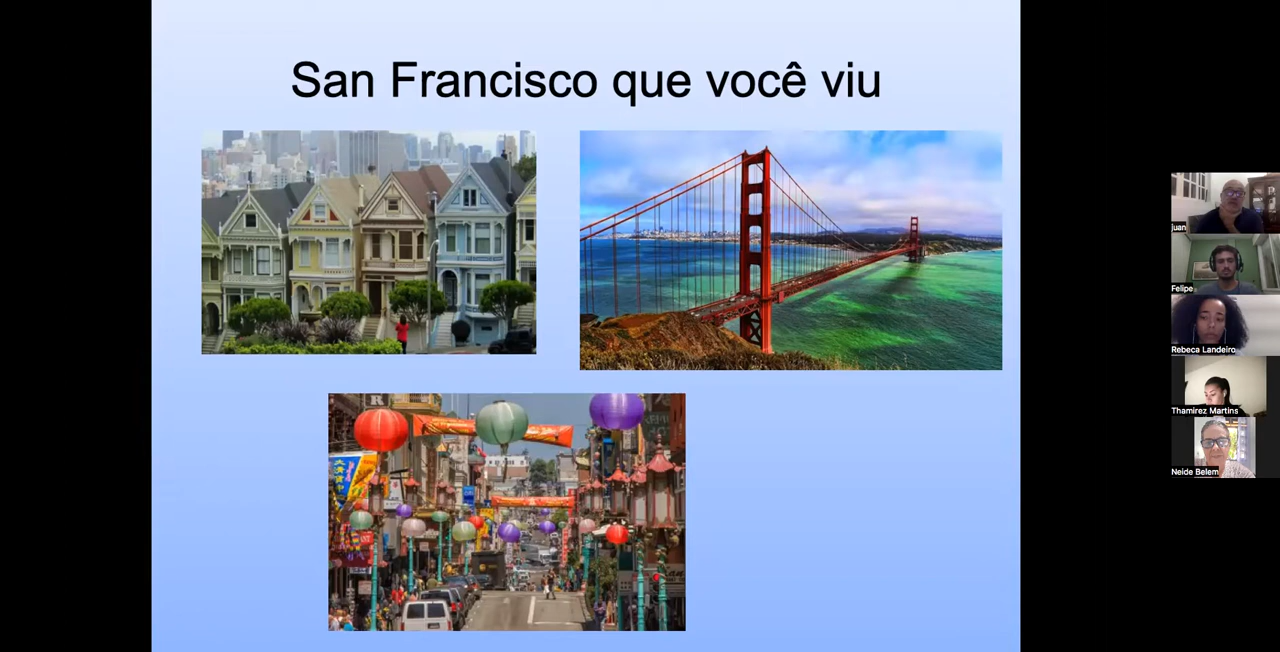 San Francisco que você viu
juan
Felipe
Rebeca Landeiro
Thamirez Martins
Neide Belem
R